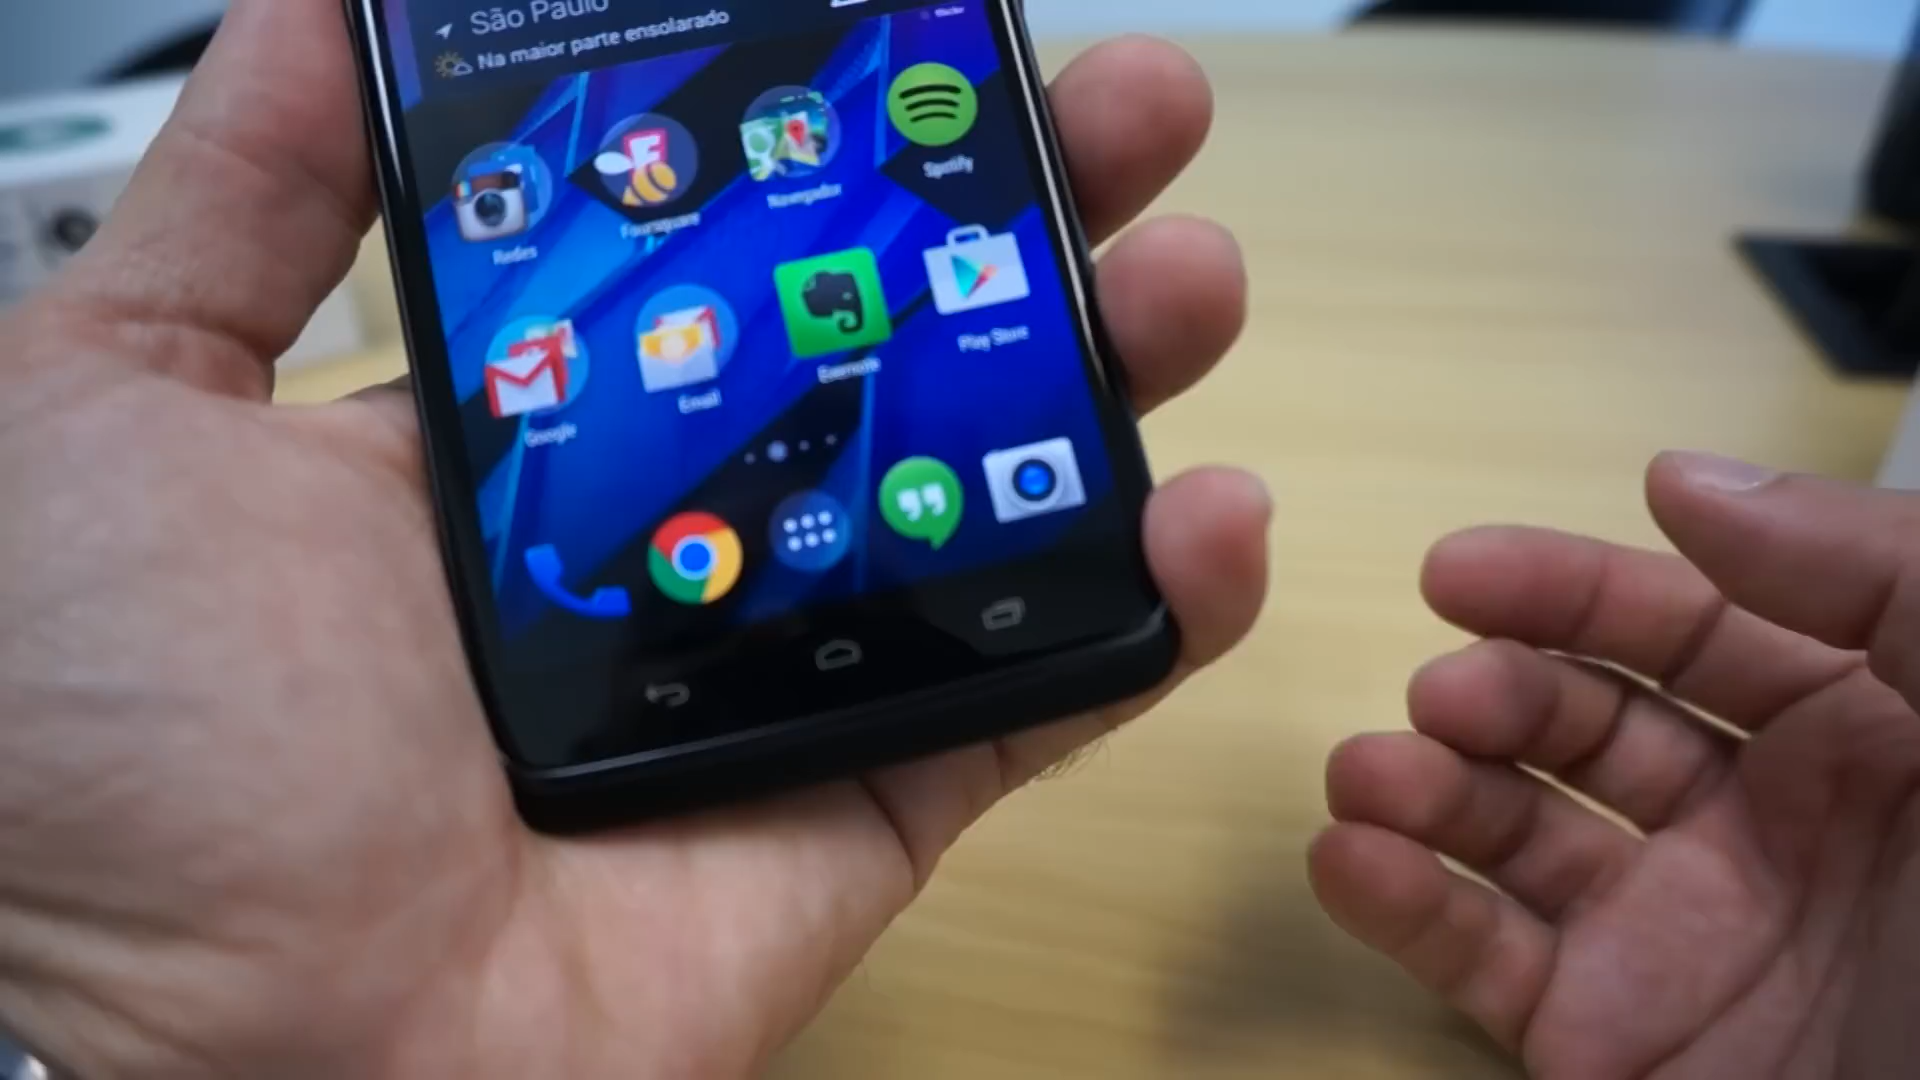 São Paulo
Na maior parte ensolarado
Redes
Foursquare
Navegador
Spotify
Google
Email
Evernote
Play Store